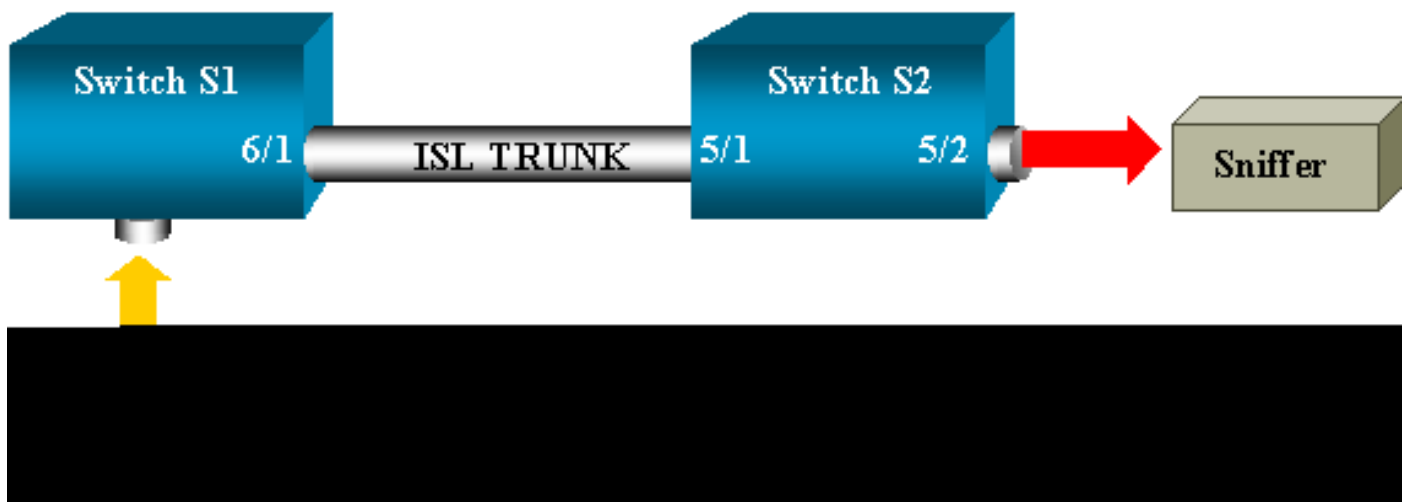 Switch S1
Switch S2
6/1
ISL TRUNK
5/1
5/2
Sniffer